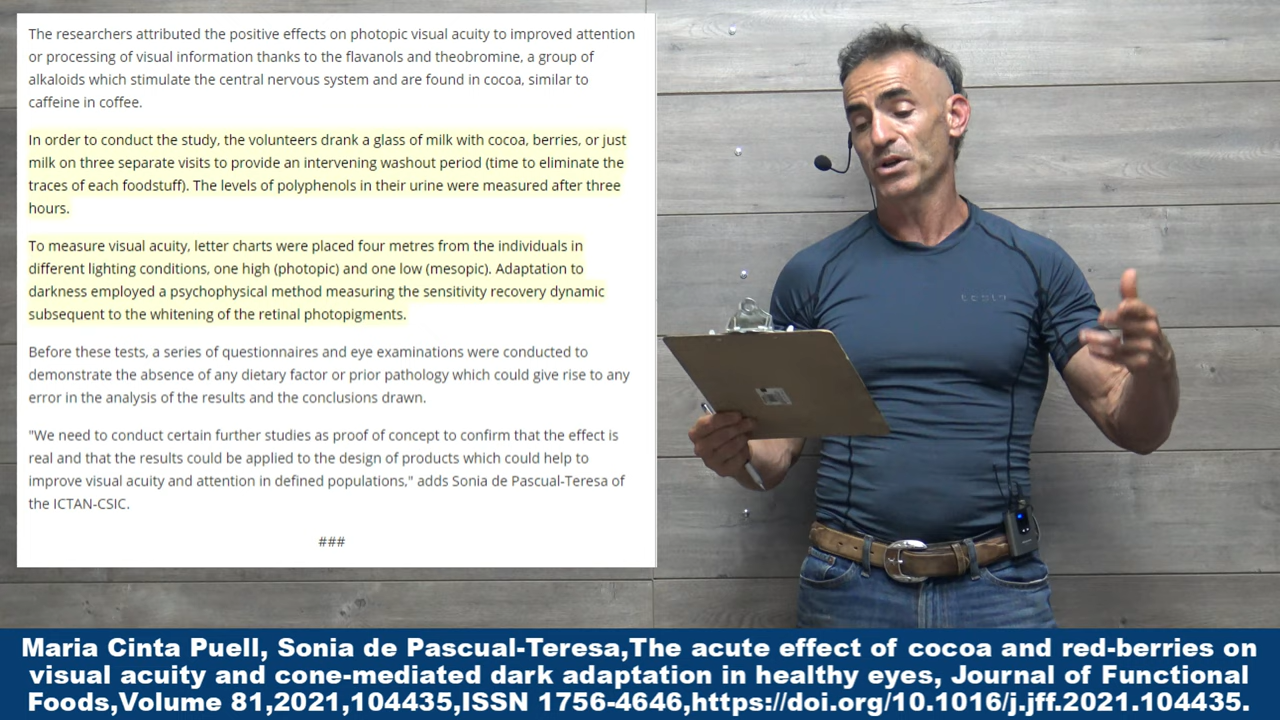 The researchers attributed the positive effects on photopic visual acuity to improved attention
or processing of visual information thanks to the flavanols and theobromine, a group of
alkaloids which stimulate the central nervous system and are found in cocoa, similar to
caffeine in coffee.
In order to conduct the study, the volunteers drank a glass of milk with cocoa, berries, or just
milk on three separate visits to provide an intervening washout period (time to eliminate the
traces of each foodstuff). The levels of polyphenols in their urine were measured after three
hours.
To measure visual acuity, letter charts were placed four metres from the individuals in
different lighting conditions, one high (photopic) and one low (mesopic). Adaptation to
darkness employed a psychophysical method measuring the sensitivity recovery dynamic
subsequent to the whitening of the retinal photopigments.
Before these tests, a series of questionnaires and eye examinations were conducted to
demonstrate the absence of any dietary factor or prior pathology which could give rise to any
error in the analysis of the results and the conclusions drawn.
"We need to conduct certain further studies as proof of concept to confirm that the effect is
real and that the results could be applied to the design of products which could help to
improve visual acuity and attention in defined populations," adds Sonia de Pascual-Teresa of
the ICTAN-CSIC.
###
Maria Cinta Puell, Sonia de Pascual-Teresa,The acute effect of cocoa and red-berries on
visual acuity and cone-mediated dark adaptation in healthy eyes, Journal of Functional
Foods,Volume 81,2021,104435,ISSN 1756-4646,https://doi.org/10.1016/j.jff.2021.104435.